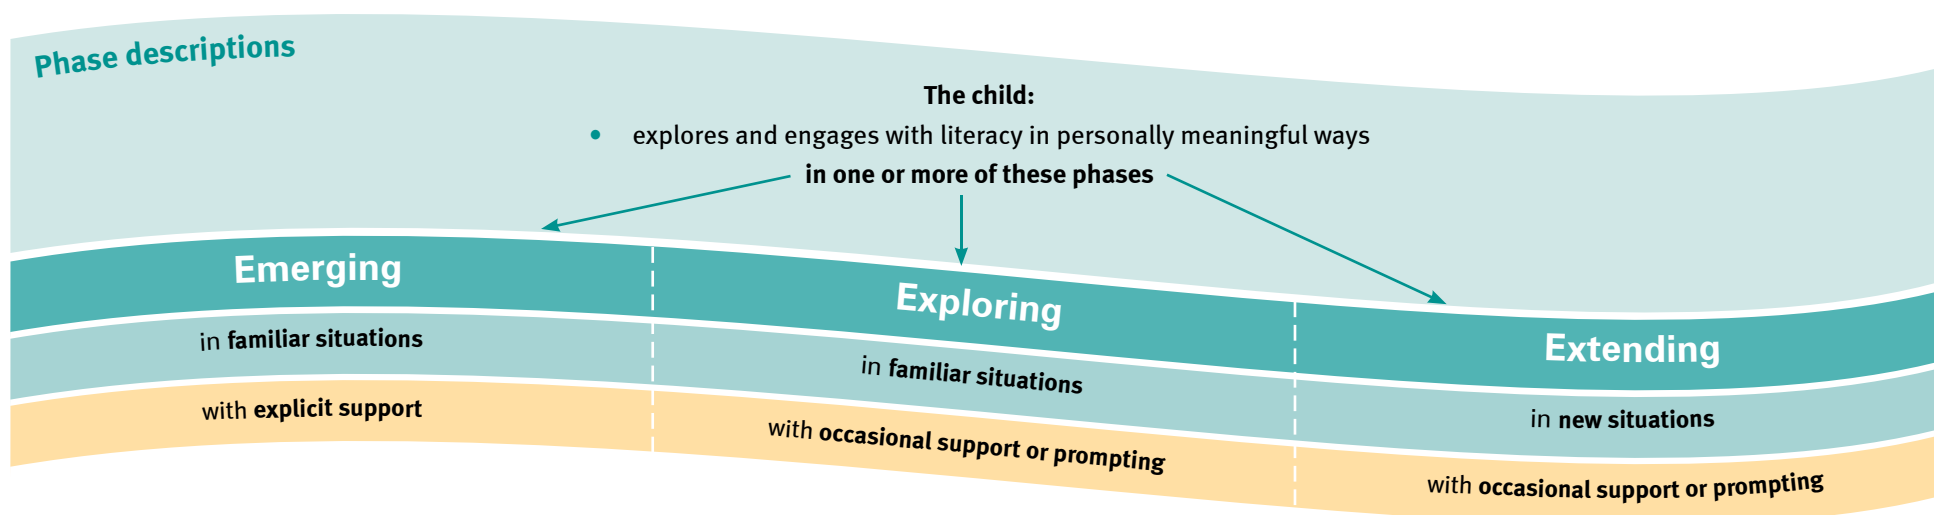 Phase descriptions
The child:
• explores and engages with literacy in personally meaningful ways
in one or more of these phases
Emerging
in familiar situations
with explicit support
Exploring
in familiar situations
with occasional support or prompting
Extending
in new situations
with occasional support or prompting